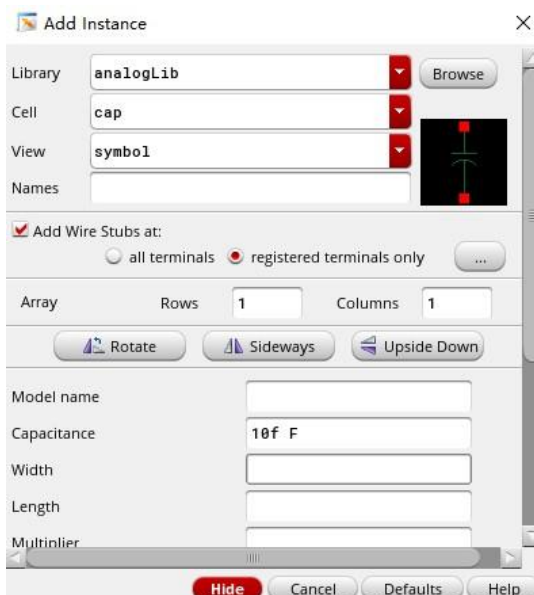 Add Instance
Library analogLib Browse
Cell cap
View symbol
Names
Add Wire Stubs at:
all terminals registered terminals only ...
Array Rows 1 Columns 1
Rotate Sideways Upside Down
Model name
Capacitance 10f F
Width
Length
Multiplier
Hide Cancel Defaults Help